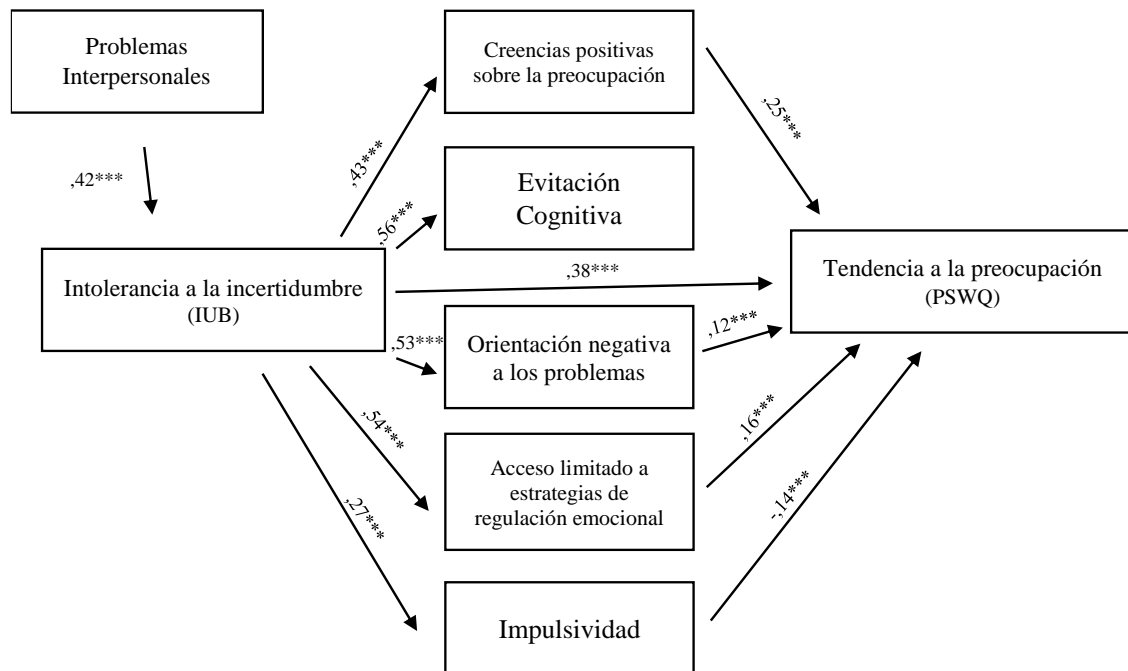 Problemas
Interpersonales
,42***
Intolerancia a la incertidumbre
(IUB)
,43***
,56***
,38***
,53***
,54***
,27***
Creencias positivas
sobre la preocupación
Evitación
Cognitiva
Orientación negativa
a los problemas
Acceso limitado a
estrategias de
regulación emocional
Impulsividad
,25***
,12***
,16***
-,14***
Tendencia a la preocupación
(PSWQ)